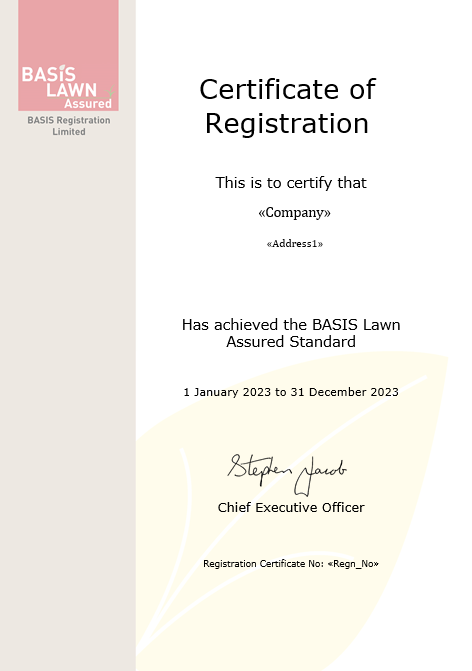 BASIS
LAWN
Assured
BASIS Registration
Limited
Certificate of
Registration
This is to certify that
«Company»
«Address1»
Has achieved the BASIS Lawn
Assured Standard
1 January 2023 to 31 December 2023
Stephen Jacob
Chief Executive Officer
Registration Certificate No: «Regn_No»